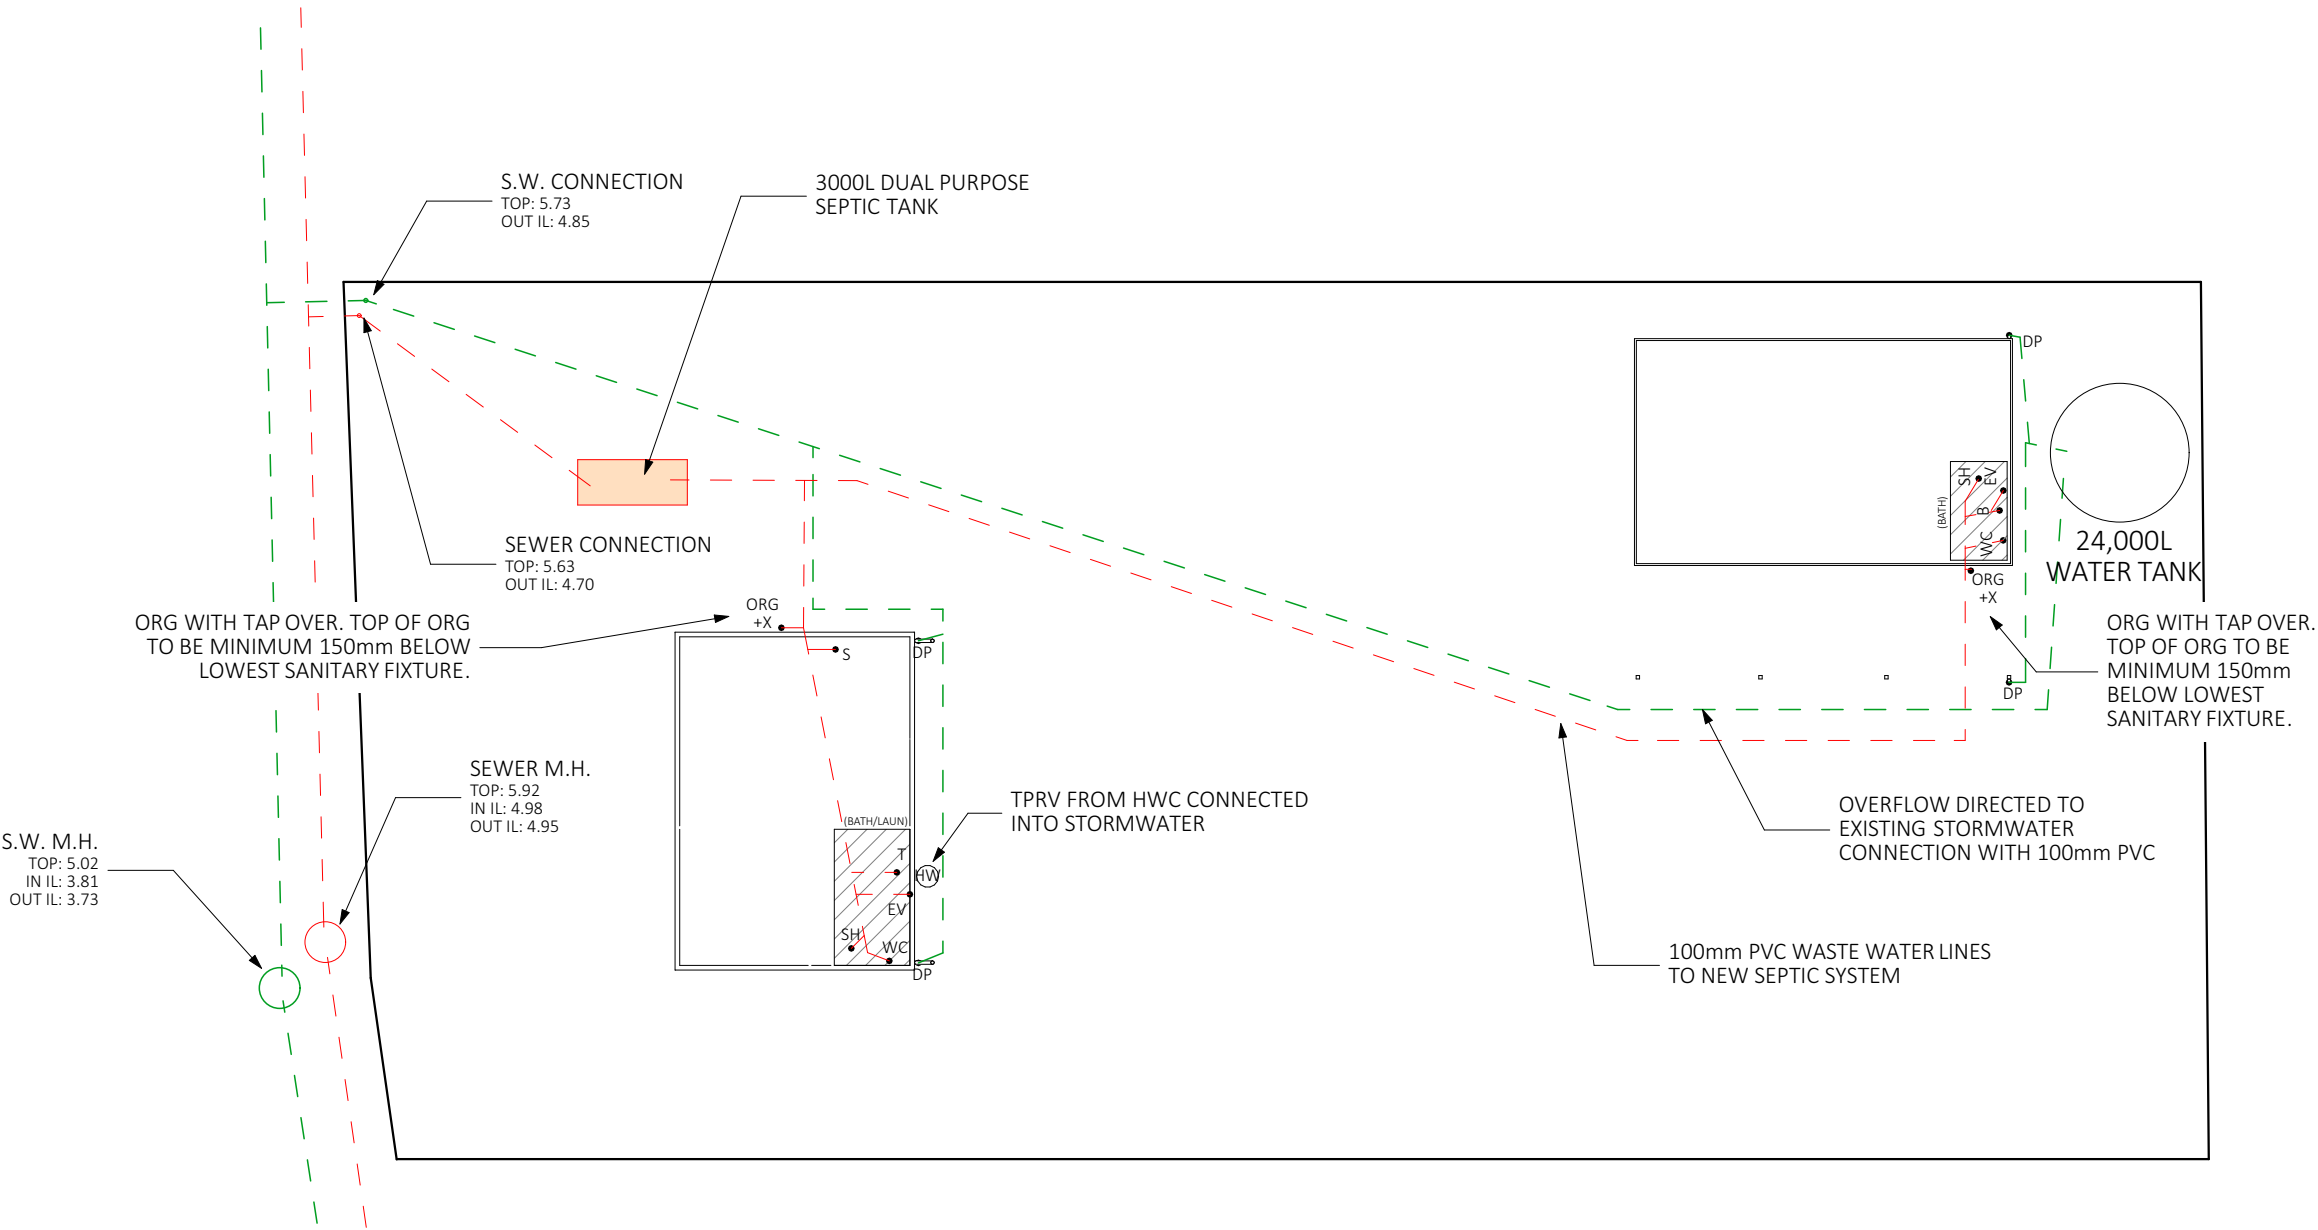 S.W. CONNECTION
TOP: 5.73
OUT IL: 4.85
3000L DUAL PURPOSE
SEPTIC TANK
DP
SH
EV
B
WC
(BATH)
24,000L
WATER TANK
ORG
+X
ORG WITH TAP OVER.
TOP OF ORG TO BE
MINIMUM 150mm
BELOW LOWEST
SANITARY FIXTURE.
DP
SEWER CONNECTION
TOP: 5.63
OUT IL: 4.70
ORG
+X
ORG WITH TAP OVER. TOP OF ORG
TO BE MINIMUM 150mm BELOW
LOWEST SANITARY FIXTURE.
S
DP
SEWER M.H.
TOP: 5.92
IN IL: 4.98
OUT IL: 4.95
S.W. M.H.
TOP: 5.02
IN IL: 3.81
OUT IL: 3.73
(BATH/LAUN)
T
HW
EV
SH
WC
DP
TPRV FROM HWC CONNECTED
INTO STORMWATER
OVERFLOW DIRECTED TO
EXISTING STORMWATER
CONNECTION WITH 100mm PVC
100mm PVC WASTE WATER LINES
TO NEW SEPTIC SYSTEM